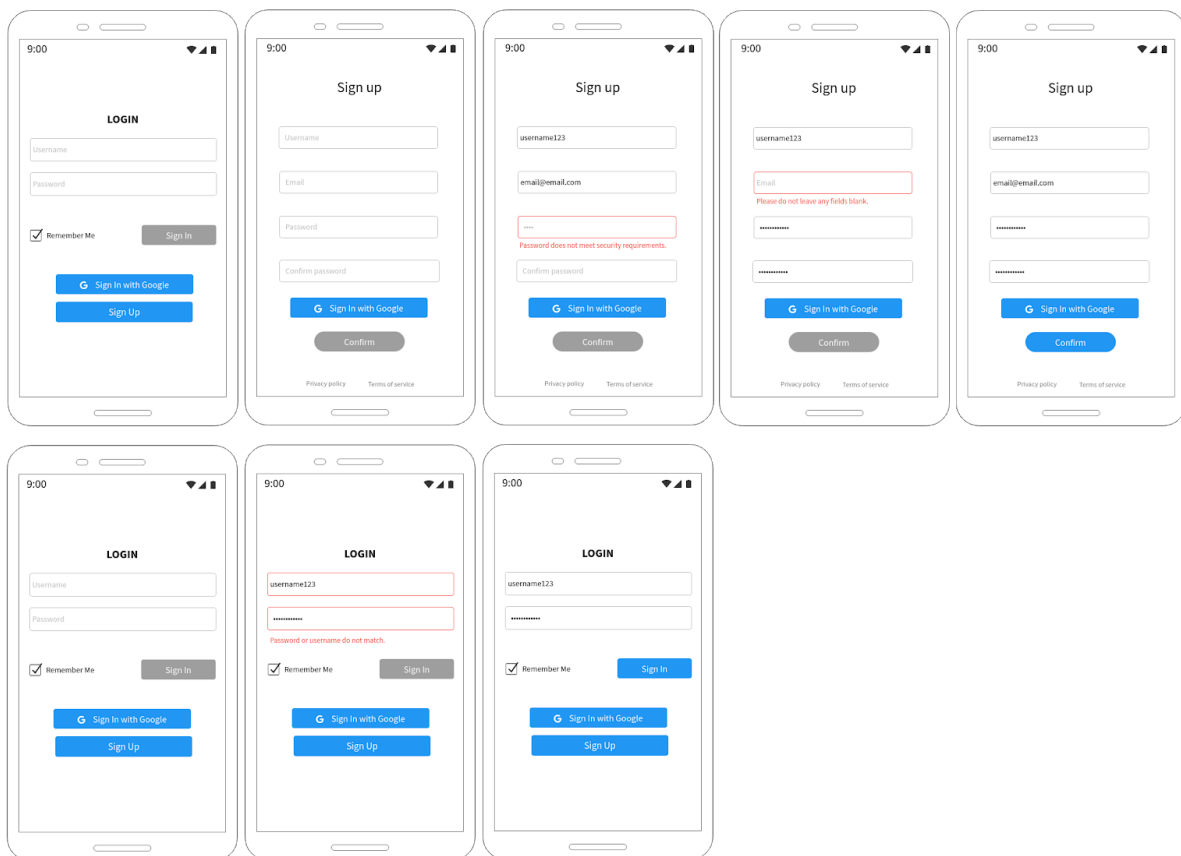 9:00
LOGIN
Username
Password
Remember Me
Sign In
G Sign In with Google
Sign Up
9:00
Sign up
Username
Email
Password
Confirm password
G Sign In with Google
Confirm
Privacy policy Terms of service
9:00
Sign up
username123
email@email.com
••••
Password does not meet security requirements.
Confirm password
G Sign In with Google
Confirm
Privacy policy Terms of service
9:00
Sign up
username123
Email
Please do not leave any fields blank.
••••••••••••
••••••••••••
G Sign In with Google
Confirm
Privacy policy Terms of service
9:00
Sign up
username123
email@email.com
••••••••••••
••••••••••••
G Sign In with Google
Confirm
Privacy policy Terms of service
9:00
LOGIN
Username
Password
Remember Me
Sign In
G Sign In with Google
Sign Up
9:00
LOGIN
username123
••••••••••••
Password or username do not match.
Remember Me
Sign In
G Sign In with Google
Sign Up
9:00
LOGIN
username123
••••••••••••
Remember Me
Sign In
G Sign In with Google
Sign Up